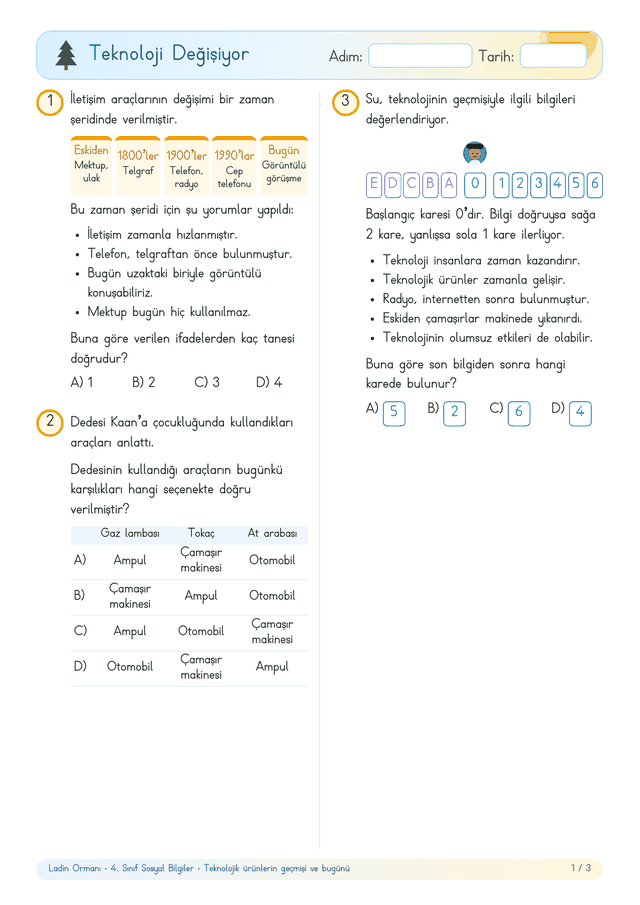 Teknoloji Değişiyor
Adım:
Tarih:
1
İletişim araçlarının değişimi bir zaman
şeridinde verilmiştir.
Eskiden
Mektup,
ulak
1800'ler
Telgraf
1900'ler
Telefon,
radyo
1990'lar
Cep
telefonu
Bugün
Görüntülü
görüşme
Bu zaman şeridi için şu yorumlar yapıldı:
• İletişim zamanla hızlanmıştır.
• Telefon, telgraftan önce bulunmuştur.
• Bugün uzaktaki biriyle görüntülü
konuşabiliriz.
• Mektup bugün hiç kullanılmaz.
Buna göre verilen ifadelerden kaç tanesi
doğrudur?
A) 1 B) 2 C) 3 D) 4
2
Dedesi Kaan'a çocukluğunda kullandıkları
araçları anlattı.
Dedesinin kullandığı araçların bugünkü
karşılıkları hangi seçenekte doğru
verilmiştir?
Gaz lambası Tokaç At arabası
A) Ampul Çamaşır makinesi Otomobil
B) Çamaşır makinesi Ampul Otomobil
C) Ampul Otomobil Çamaşır makinesi
D) Otomobil Çamaşır makinesi Ampul
3
Su, teknolojinin geçmişiyle ilgili bilgileri
değerlendiriyor.
E D C B A 0 1 2 3 4 5 6
Başlangıç karesi 0'dır. Bilgi doğruysa sağa
2 kare, yanlışsa sola 1 kare ilerliyor.
• Teknoloji insanlara zaman kazandırır.
• Teknolojik ürünler zamanla gelişir.
• Radyo, internetten sonra bulunmuştur.
• Eskiden çamaşırlar makinede yıkanırdı.
• Teknolojinin olumsuz etkileri de olabilir.
Buna göre son bilgiden sonra hangi
karede bulunur?
A) 5 B) 2 C) 6 D) 4
Ladin Ormanı • 4. Sınıf Sosyal Bilgiler • Teknolojik ürünlerin geçmişi ve bugünü
1 / 3